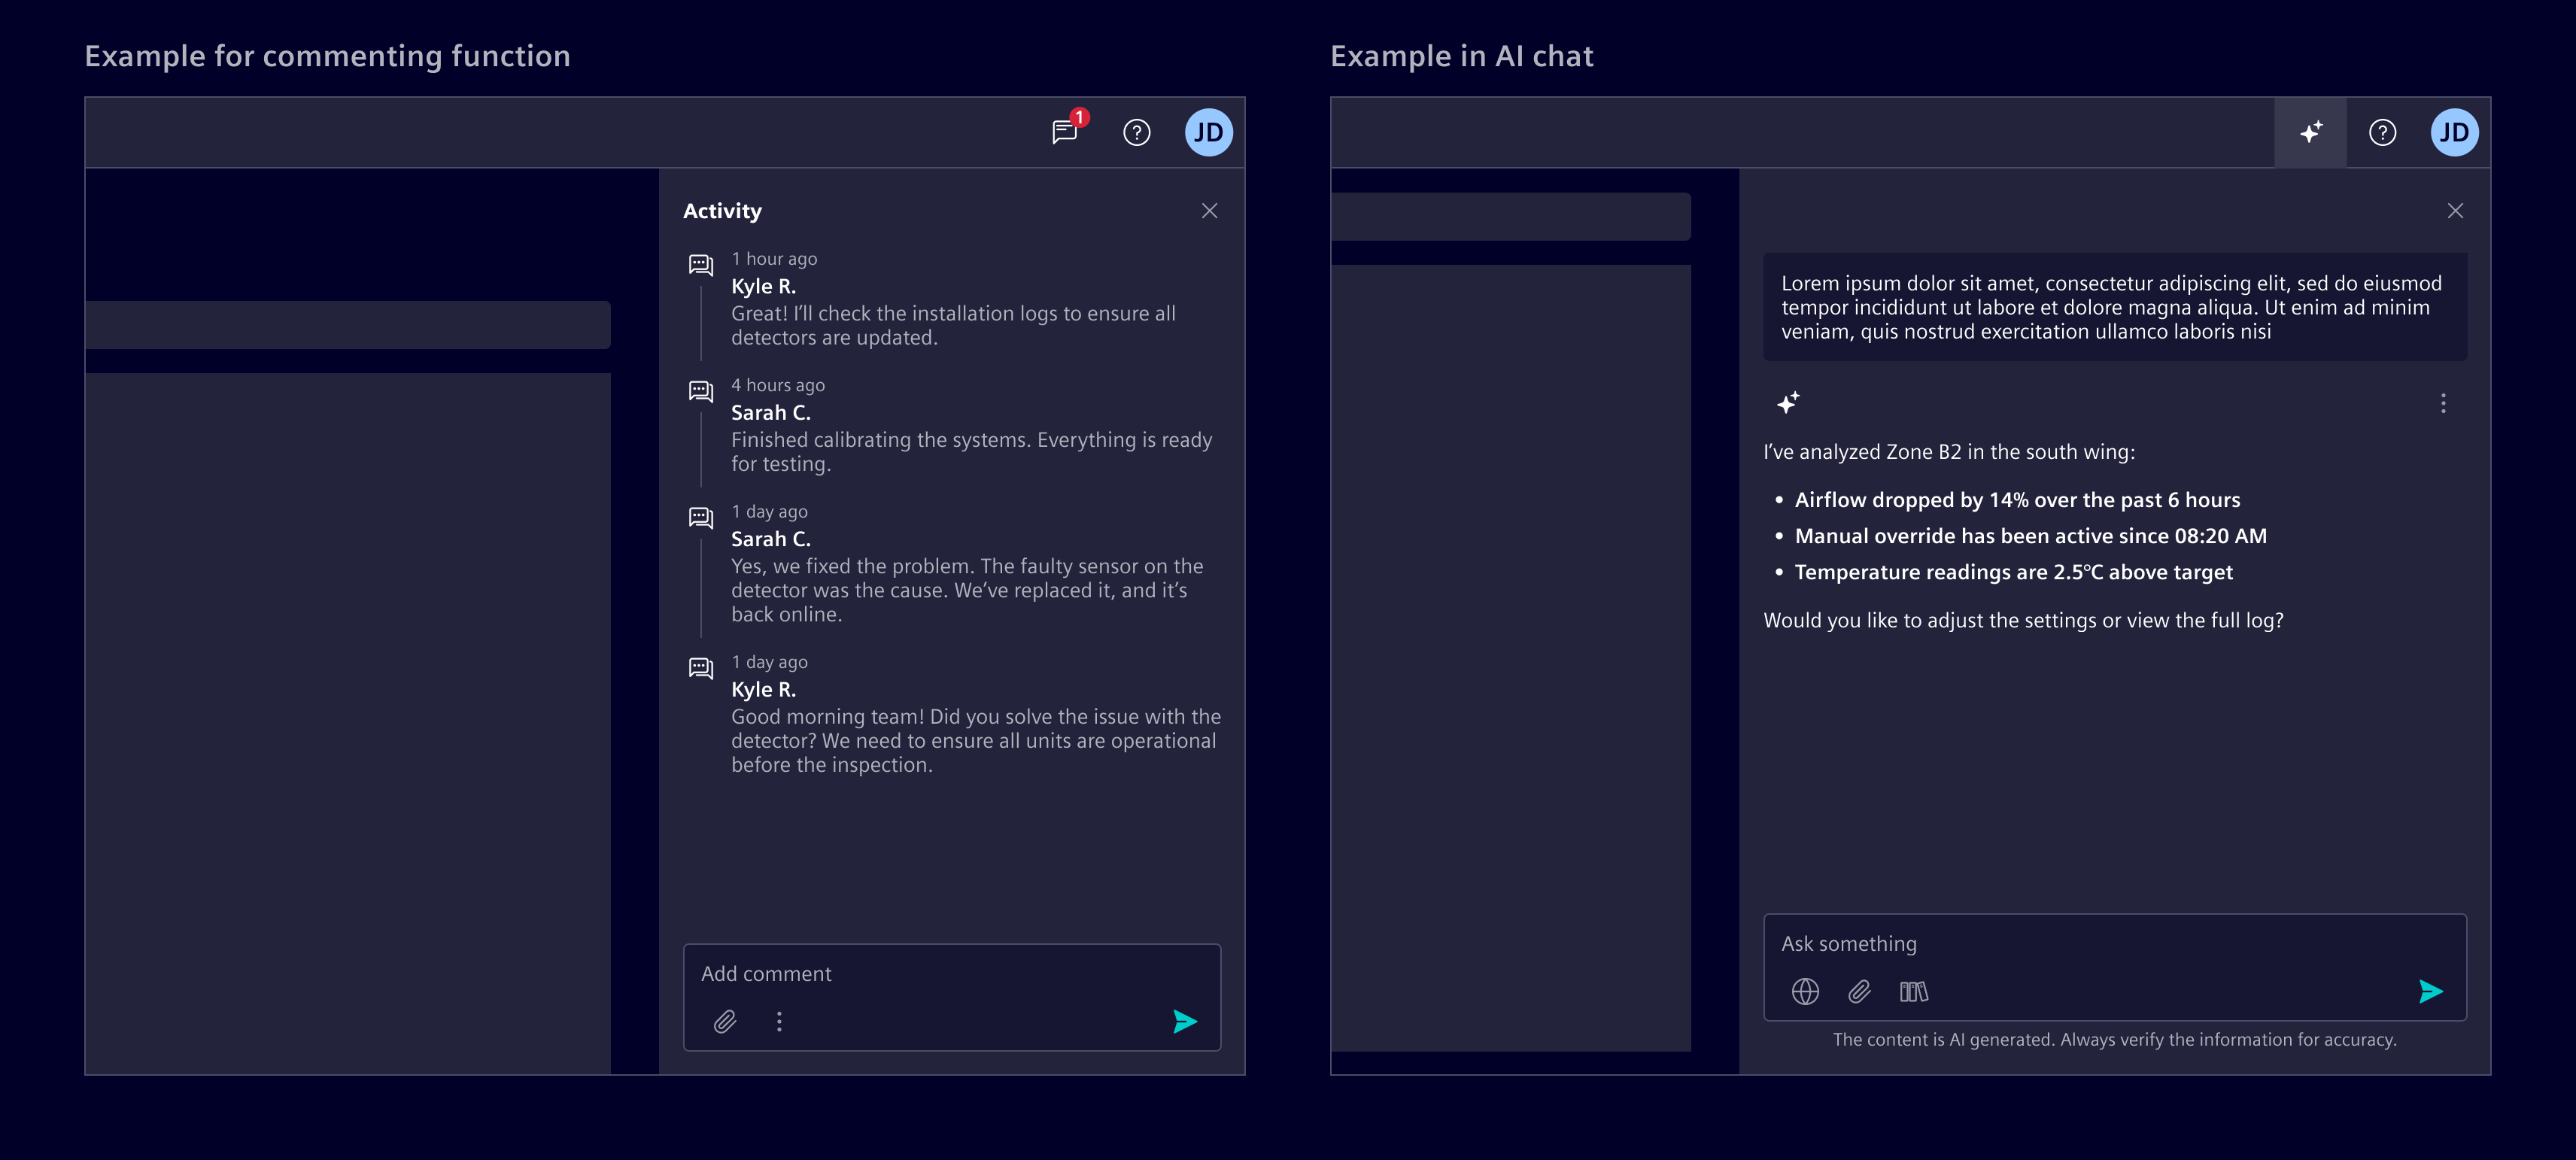 Example for commenting function
1
?
JD
Activity
1 hour ago
Kyle R.
Great! I’ll check the installation logs to ensure all
detectors are updated.
4 hours ago
Sarah C.
Finished calibrating the systems. Everything is ready
for testing.
1 day ago
Sarah C.
Yes, we fixed the problem. The faulty sensor on the
detector was the cause. We’ve replaced it, and it’s
back online.
1 day ago
Kyle R.
Good morning team! Did you solve the issue with the
detector? We need to ensure all units are operational
before the inspection.
Add comment
Example in AI chat
?
JD
Lorem ipsum dolor sit amet, consectetur adipiscing elit, sed do eiusmod
tempor incididunt ut labore et dolore magna aliqua. Ut enim ad minim
veniam, quis nostrud exercitation ullamco laboris nisi
I’ve analyzed Zone B2 in the south wing:
• Airflow dropped by 14% over the past 6 hours
• Manual override has been active since 08:20 AM
• Temperature readings are 2.5°C above target
Would you like to adjust the settings or view the full log?
Ask something
The content is AI generated. Always verify the information for accuracy.